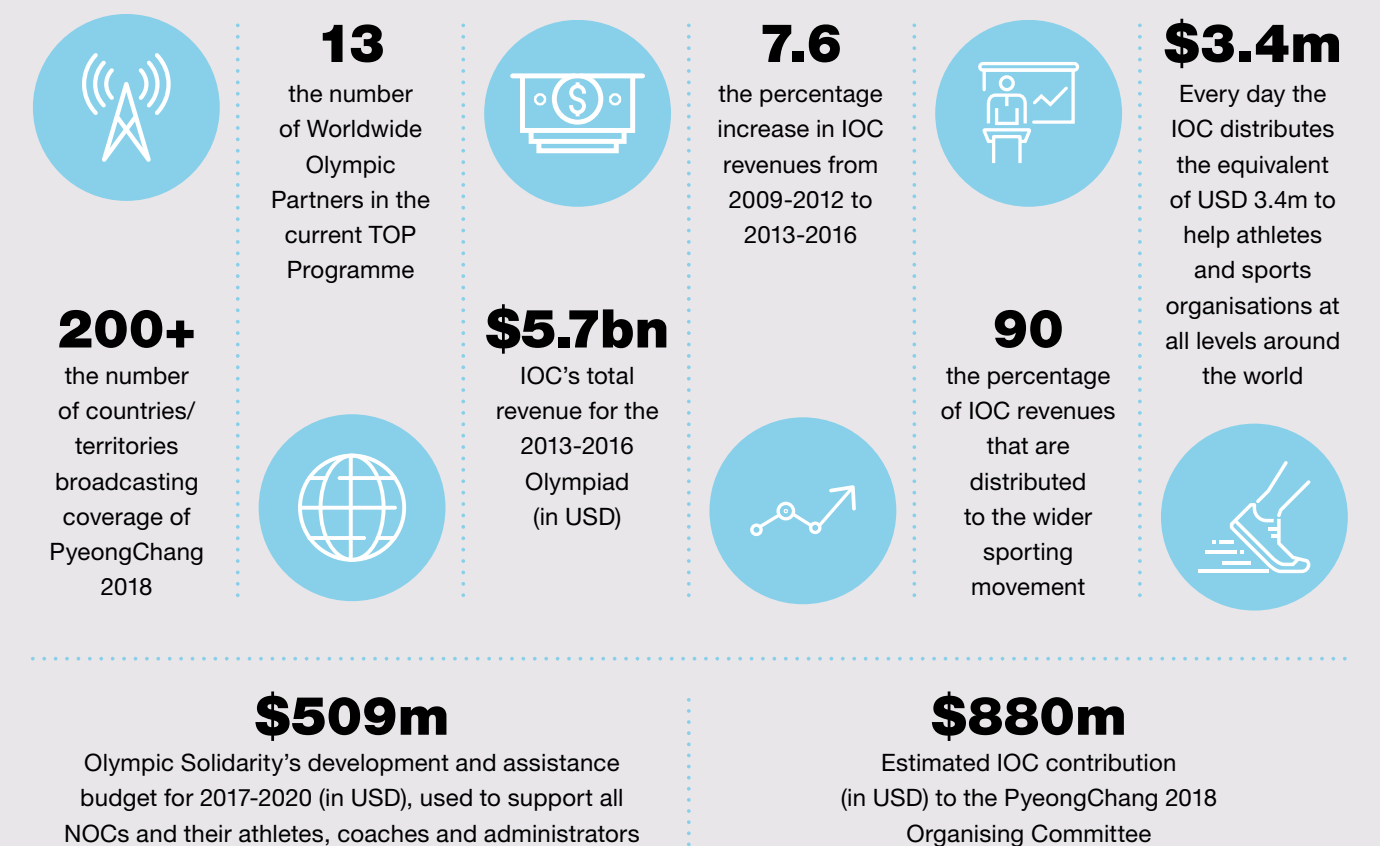 200+
the number
of countries/
territories
broadcasting
coverage of
PyeongChang
2018
13
the number
of Worldwide
Olympic
Partners in the
current TOP
Programme
$
$5.7bn
IOC's total
revenue for the
2013-2016
Olympiad
(in USD)
7.6
the percentage
increase in IOC
revenues from
2009-2012 to
2013-2016
90
the percentage
of IOC revenues
that are
distributed
to the wider
sporting
movement
$3.4m
Every day the
IOC distributes
the equivalent
of USD 3.4m to
help athletes
and sports
organisations at
all levels around
the world
$509m
Olympic Solidarity's development and assistance
budget for 2017-2020 (in USD), used to support all
NOCs and their athletes, coaches and administrators
$880m
Estimated IOC contribution
(in USD) to the PyeongChang 2018
Organising Committee